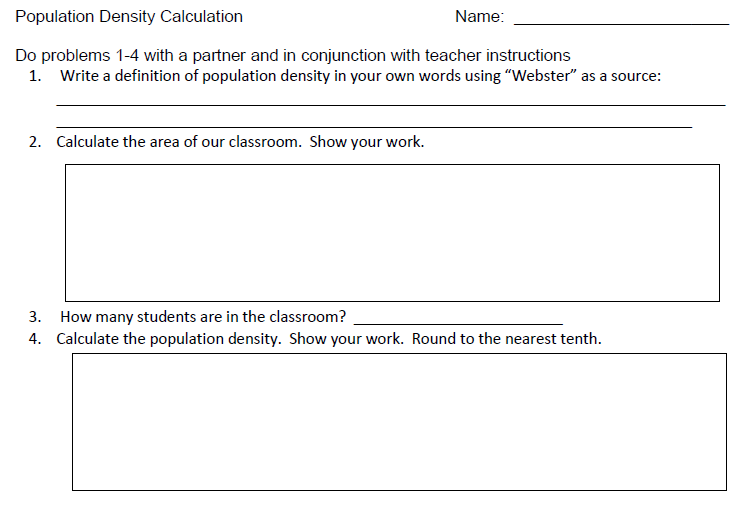 Population Density Calculation Name:
Do problems 1-4 with a partner and in conjunction with teacher instructions
1. Write a definition of population density in your own words using “Webster” as a source:
2. Calculate the area of our classroom. Show your work.
3. How many students are in the classroom?
4. Calculate the population density. Show your work. Round to the nearest tenth.